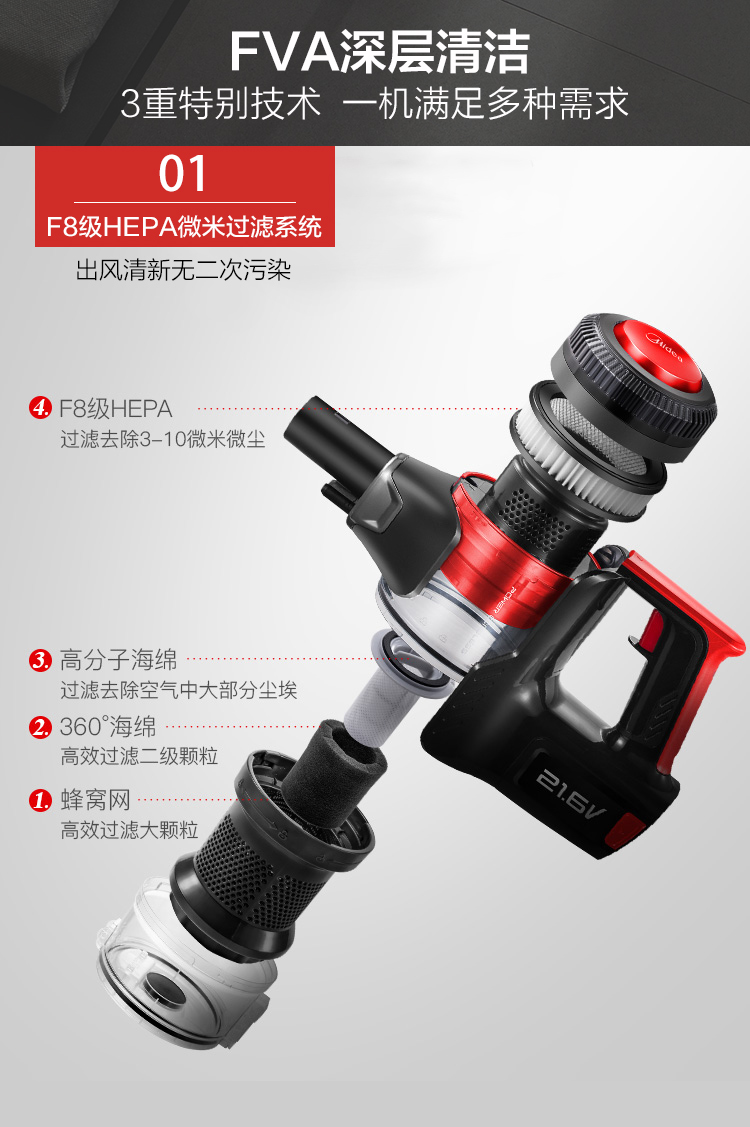 FVA深层清洁
3重特别技术 一机满足多种需求
01
F8级HEPA微米过滤系统
出风清新无二次污染
Midea
4. F8级HEPA
过滤去除3-10微米微尘
POWER
3. 高分子海绵
过滤去除空气中大部分尘埃
2. 360°海绵
高效过滤二级颗粒
21.6V
1. 蜂窝网
高效过滤大颗粒